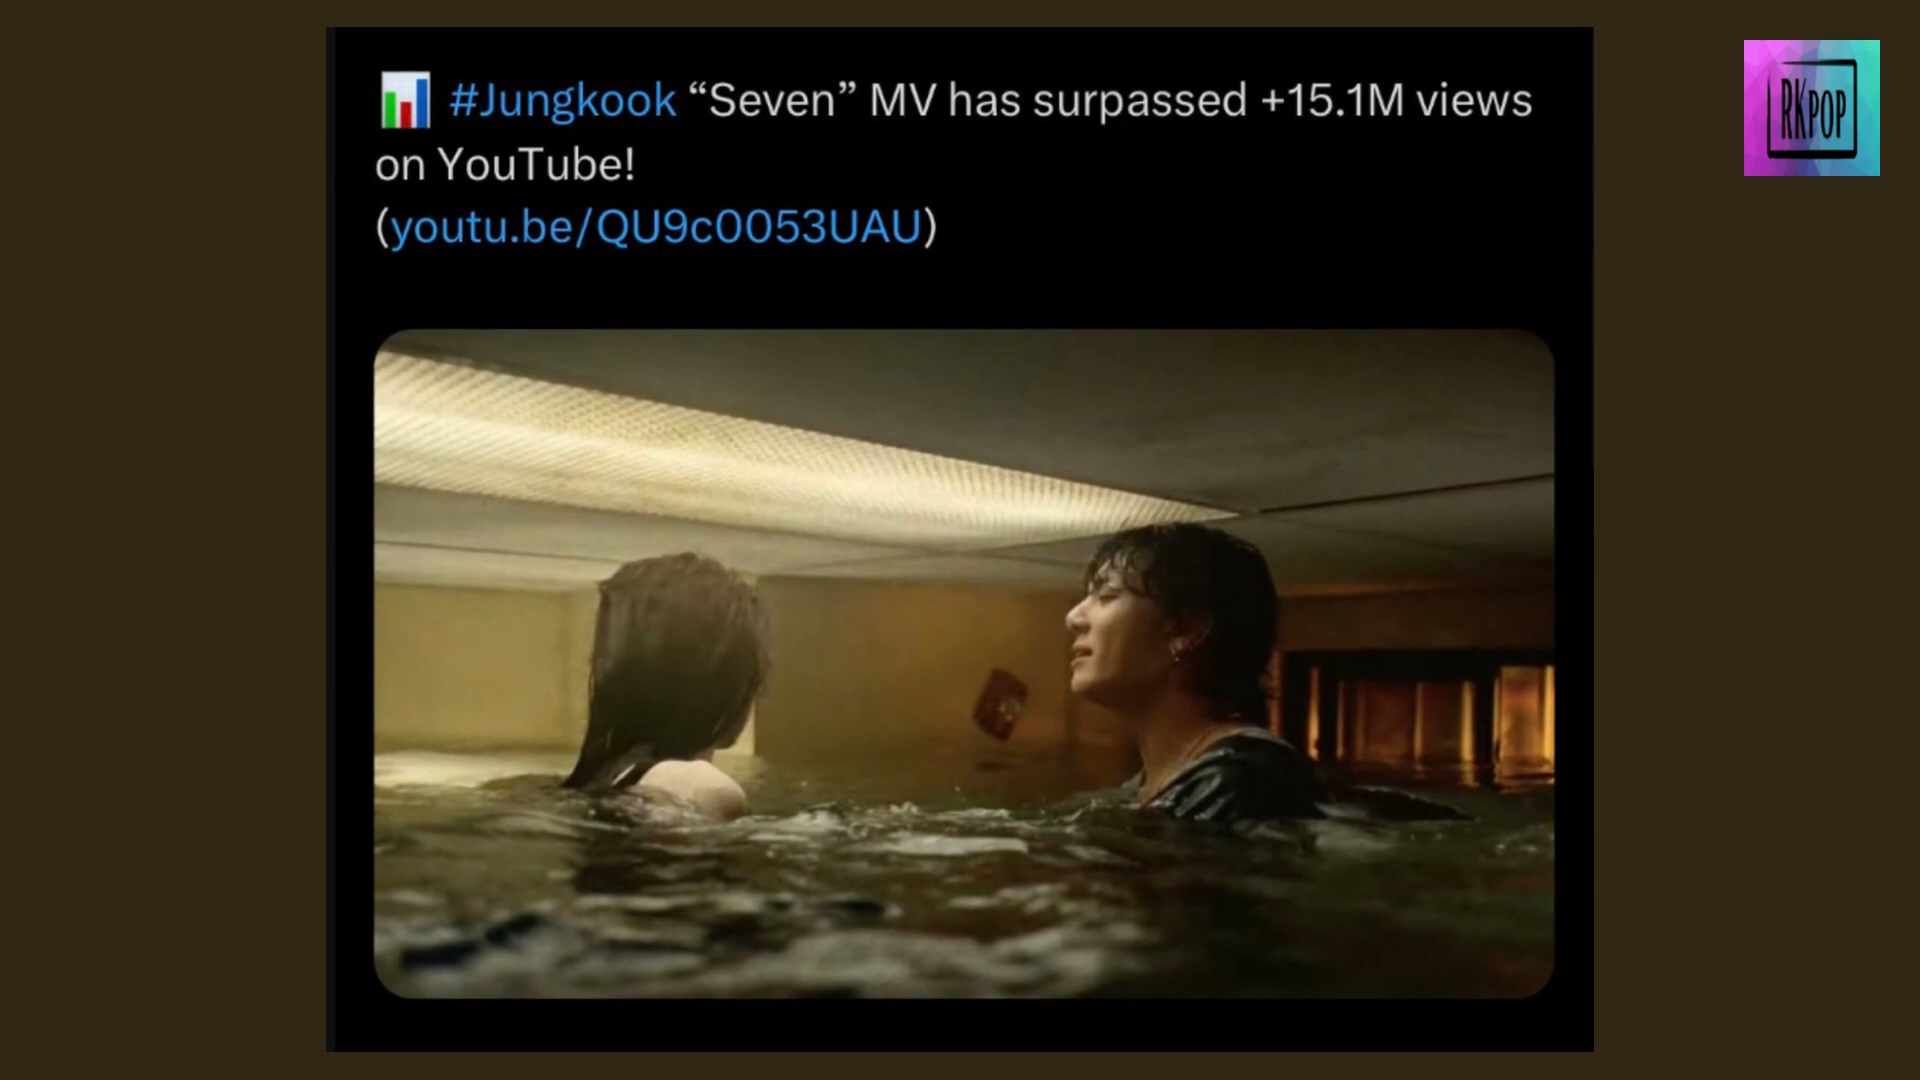 📊 #Jungkook “Seven” MV has surpassed +15.1M views
on YouTube!
(youtu.be/QU9c0053UAU)
RKPOP